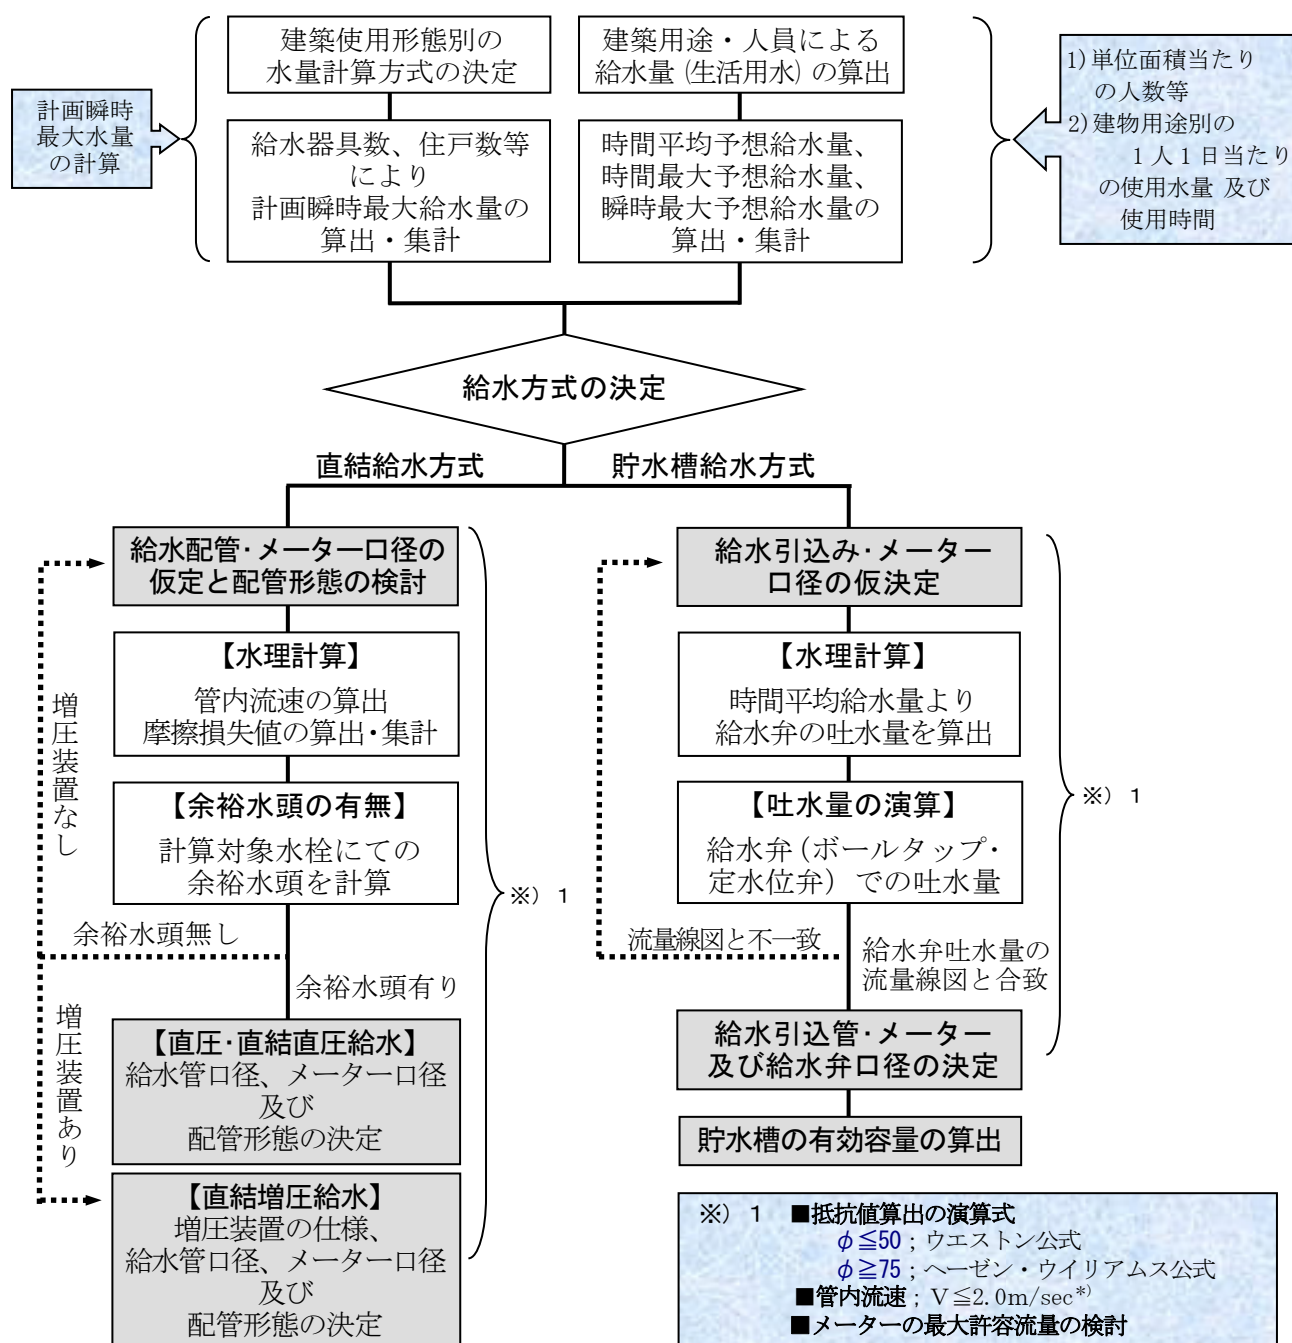 建築使用形態別の
水量計算方式の決定
建築用途・人員による
給水量（生活用水）の算出
1)単位面積当たり
の人数等
2)建物用途別の
1人1日当たり
の使用水量 及び
使用時間
計画瞬時
最大水量
の計算
給水器具数、住戸数等
により
計画瞬時最大給水量の
算出・集計
時間平均予想給水量、
時間最大予想給水量、
瞬時最大予想給水量の
算出・集計
給水方式の決定
直結給水方式
貯水槽給水方式
給水配管・メーター口径の
仮定と配管形態の検討
【水理計算】
管内流速の算出
摩擦損失値の算出・集計
増圧装置なし
【余裕水頭の有無】
計算対象水栓にての
余裕水頭を計算
※）1
余裕水頭無し
余裕水頭有り
増圧装置あり
【直圧・直結直圧給水】
給水管口径、メーター口径
及び
配管形態の決定
【直結増圧給水】
増圧装置の仕様、
給水管口径、メーター口径
及び
配管形態の決定
給水引込み・メーター
口径の仮決定
【水理計算】
時間平均給水量より
給水弁の吐水量を算出
【吐水量の演算】
給水弁（ボールタップ・
定水位弁）での吐水量
※）1
流量線図と不一致
給水弁吐水量の
流量線図と合致
給水引込管・メーター
及び給水弁口径の決定
貯水槽の有効容量の算出
※）1 ■抵抗値算出の演算式
φ≦50；ウエストン公式
φ≧75；ヘーゼン・ウイリアムス公式
■管内流速；V≦2.0m/sec*)
■メーターの最大許容流量の検討